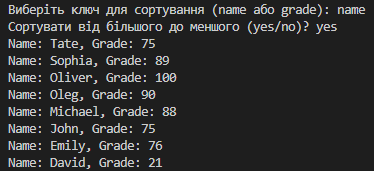 Виберіть ключ для сортування (name або grade): name
Сортувати від більшого до меншого (yes/no)? yes
Name: Tate, Grade: 75
Name: Sophia, Grade: 89
Name: Oliver, Grade: 100
Name: Oleg, Grade: 90
Name: Michael, Grade: 88
Name: John, Grade: 75
Name: Emily, Grade: 76
Name: David, Grade: 21